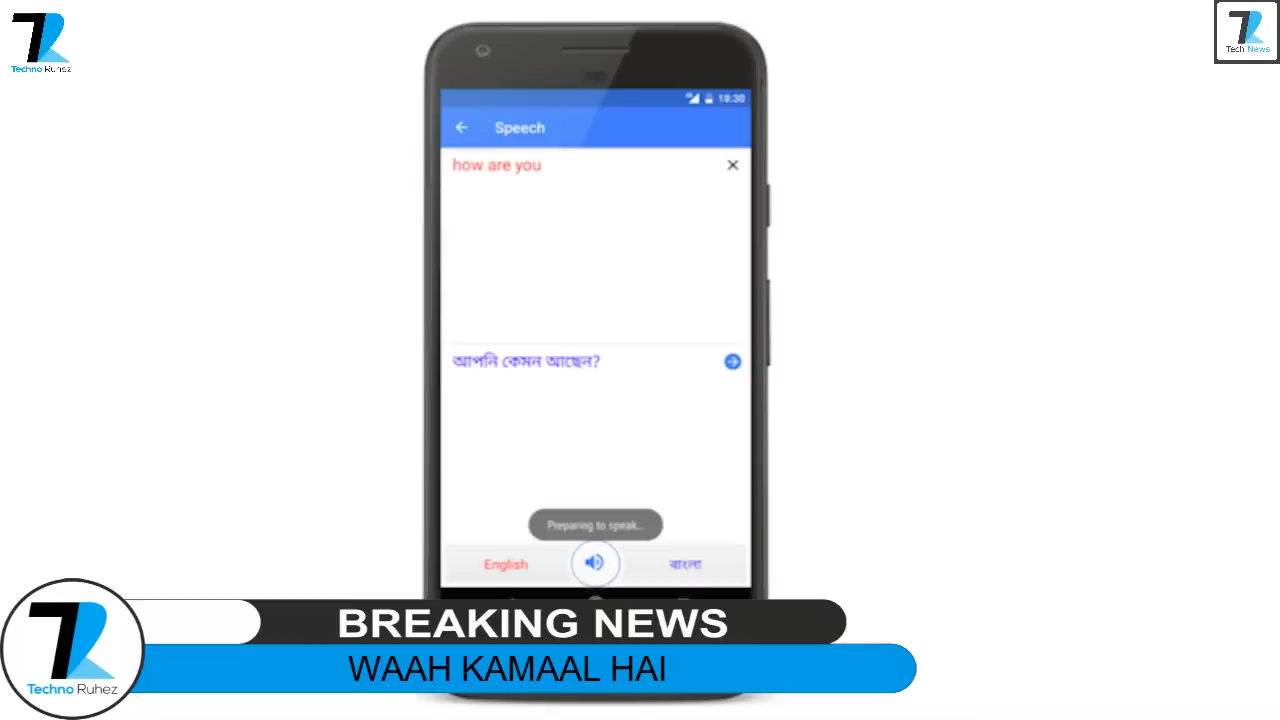 Techno Ruhez
Tech News
18:30
Speech
how are you
আপনি কেমন আছেন?
Preparing to speak...
English
বাংলা
BREAKING NEWS
WAAH KAMAAL HAI
Techno Ruhez